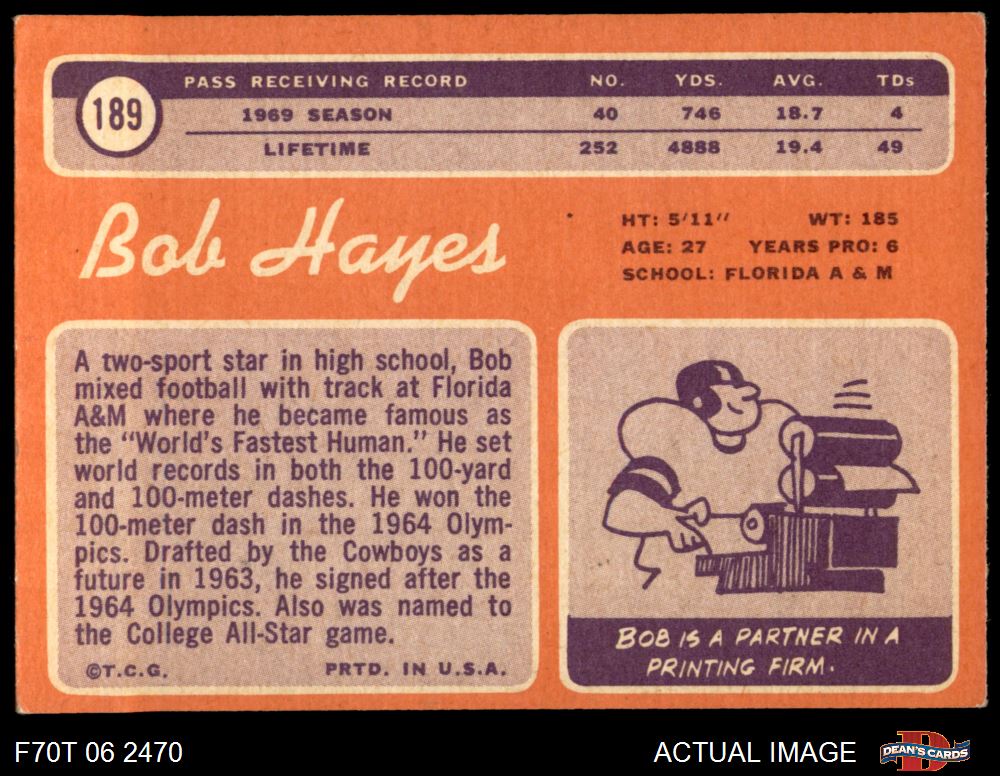 189
PASS RECEIVING RECORD NO. YDS. AVG. TDs
1969 SEASON 40 746 18.7 4
LIFETIME 252 4888 19.4 49
Bob Hayes
HT: 5'11" WT: 185
AGE: 27 YEARS PRO: 6
SCHOOL: FLORIDA A & M
A two-sport star in high school, Bob
mixed football with track at Florida
A&M where he became famous as
the "World's Fastest Human." He set
world records in both the 100-yard
and 100-meter dashes. He won the
100-meter dash in the 1964 Olym-
pics. Drafted by the Cowboys as a
future in 1963, he signed after the
1964 Olympics. Also was named to
the College All-Star game.
©T.C.G. PRTD. IN U.S.A.
BOB IS A PARTNER IN A
PRINTING FIRM.
F70T 06 2470
ACTUAL IMAGE
D
DEAN'S CARDS